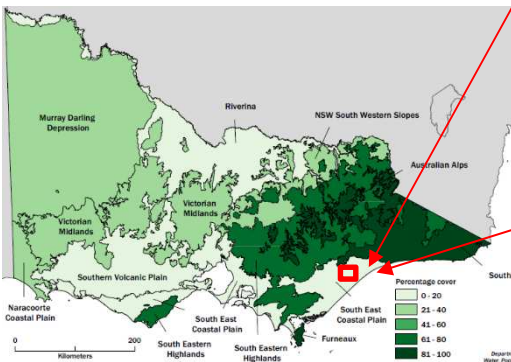 Riverina
NSW South Western Slopes
Murray Darling
Depression
Australian Alps
Victorian
Midlands
Victorian
Midlands
Southern Volcanic Plain
Naracoorte
Coastal Plain
South East
Coastal Plain
South Eastern
Highlands
South Eastern
Highlands
South East
Coastal Plain
Furneaux
South
0
200
Kilometers
Percentage cover
0 - 20
21 - 40
41 - 60
61 - 80
81 - 100